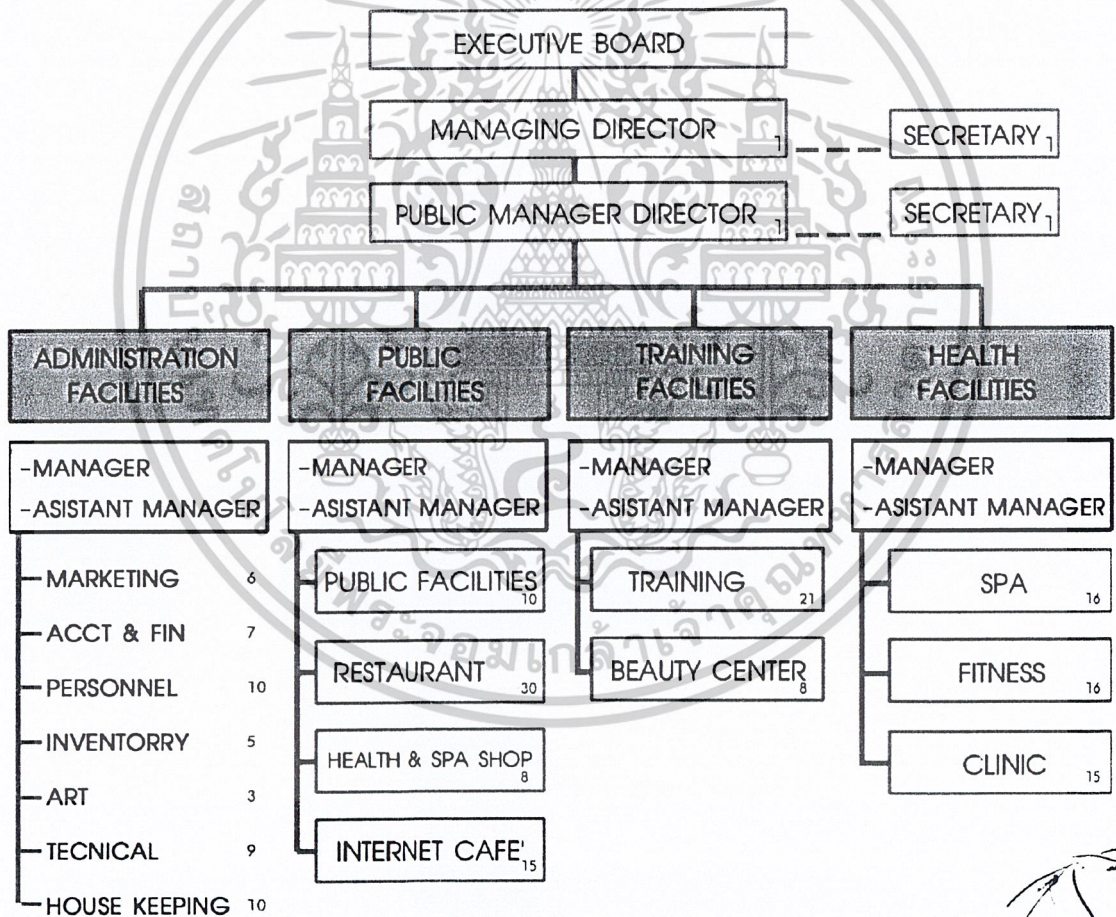 EXECUTIVE BOARD
MANAGING DIRECTOR 1
SECRETARY 1
PUBLIC MANAGER DIRECTOR 1
SECRETARY 1
ADMINISTRATION
FACILITIES
PUBLIC
FACILITIES
TRAINING
FACILITIES
HEALTH
FACILITIES
-MANAGER
-ASISTANT MANAGER
-MANAGER
-ASISTANT MANAGER
-MANAGER
-ASISTANT MANAGER
-MANAGER
-ASISTANT MANAGER
MARKETING 6
ACCT & FIN 7
PERSONNEL 10
INVENTORRY 5
ART 3
TECNICAL 9
HOUSE KEEPING 10
PUBLIC FACILITIES 10
RESTAURANT 30
HEALTH & SPA SHOP 8
INTERNET CAFE' 15
TRAINING 21
BEAUTY CENTER 8
SPA 16
FITNESS 16
CLINIC 15